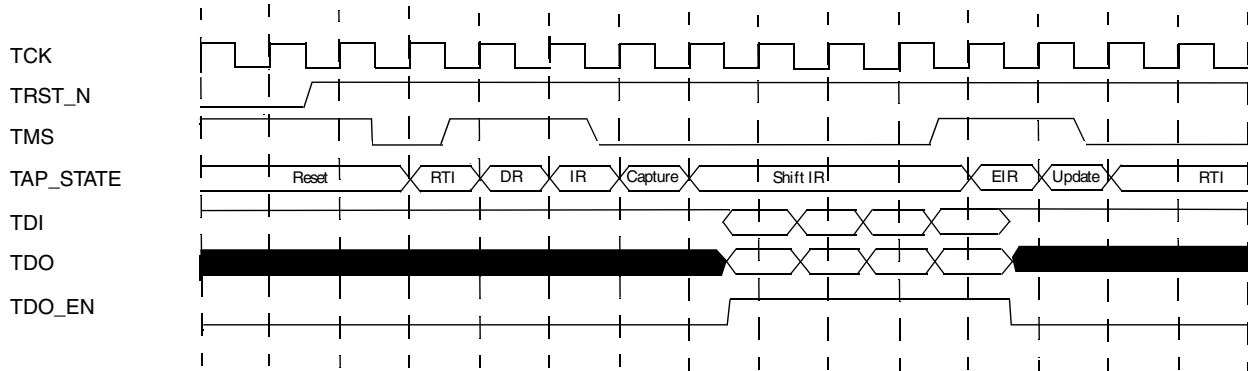 TCK
TRST_N
TMS
TAP_STATE Reset RTI DR IR Capture Shift IR EIR Update RTI
TDI
TDO
TDO_EN